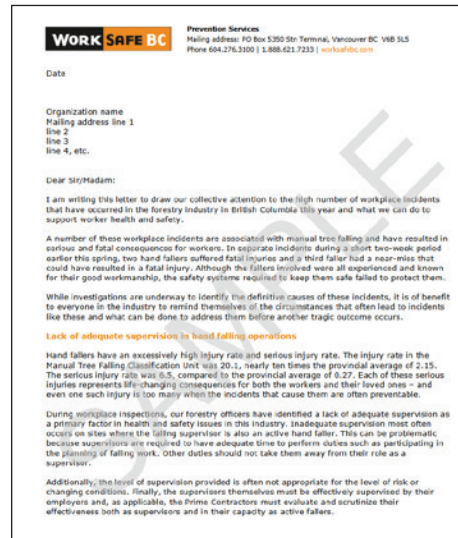 WORK SAFE BC
Prevention Services
Mailing address: PO Box 5350 Stn Terminal, Vancouver BC V6B 5L5
Phone 604.276.3100 | 1.888.621.7233 | worksafebc.com
Date
Organization name
Mailing address line 1
line 2
line 3
line 4, etc.
Dear Sir/Madam:
I am writing this letter to draw our collective attention to the high number of workplace incidents
that have occurred in the forestry industry in British Columbia this year and what we can do to
support worker health and safety.
A number of these workplace incidents are associated with manual tree falling and have resulted in
serious and fatal consequences for workers. In separate incidents during a short two-week period
earlier this spring, two hand fallers suffered fatal injuries and a third faller had a near-miss that
could have resulted in a fatal injury. Although the fallers involved were all experienced and known
for their good workmanship, the safety systems required to keep them safe failed to protect them.
While investigations are underway to identify the definitive causes of these incidents, it is of benefit
to everyone in the industry to remind themselves of the circumstances that often lead to incidents
like these and what can be done to address them before another tragic outcome occurs.
Lack of adequate supervision in hand falling operations
Hand fallers have an excessively high injury rate and serious injury rate. The injury rate in the
Manual Tree Falling Classification Unit was 20.1, nearly ten times the provincial average of 2.15.
The serious injury rate was 6.5, compared to the provincial average of 0.27. Each of these serious
injuries represents life-changing consequences for both the workers and their loved ones – and
even one such injury is too many when the incidents that cause them are often preventable.
During workplace inspections, our forestry officers have identified a lack of adequate supervision as
a primary factor in health and safety issues in this industry. Inadequate supervision most often
occurs on sites where the falling supervisor is also an active hand faller. This can be problematic
because supervisors are required to have adequate time to perform duties such as participating in
the planning of falling work. Other duties should not take them away from their role as a
supervisor.
Additionally, the level of supervision provided is often not appropriate for the level of risk or
changing conditions. Finally, the supervisors themselves must be effectively supervised by their
employers and, as applicable, the Prime Contractors must evaluate and scrutinize their
effectiveness both as supervisors and in their capacity as active fallers.
SAMPLE